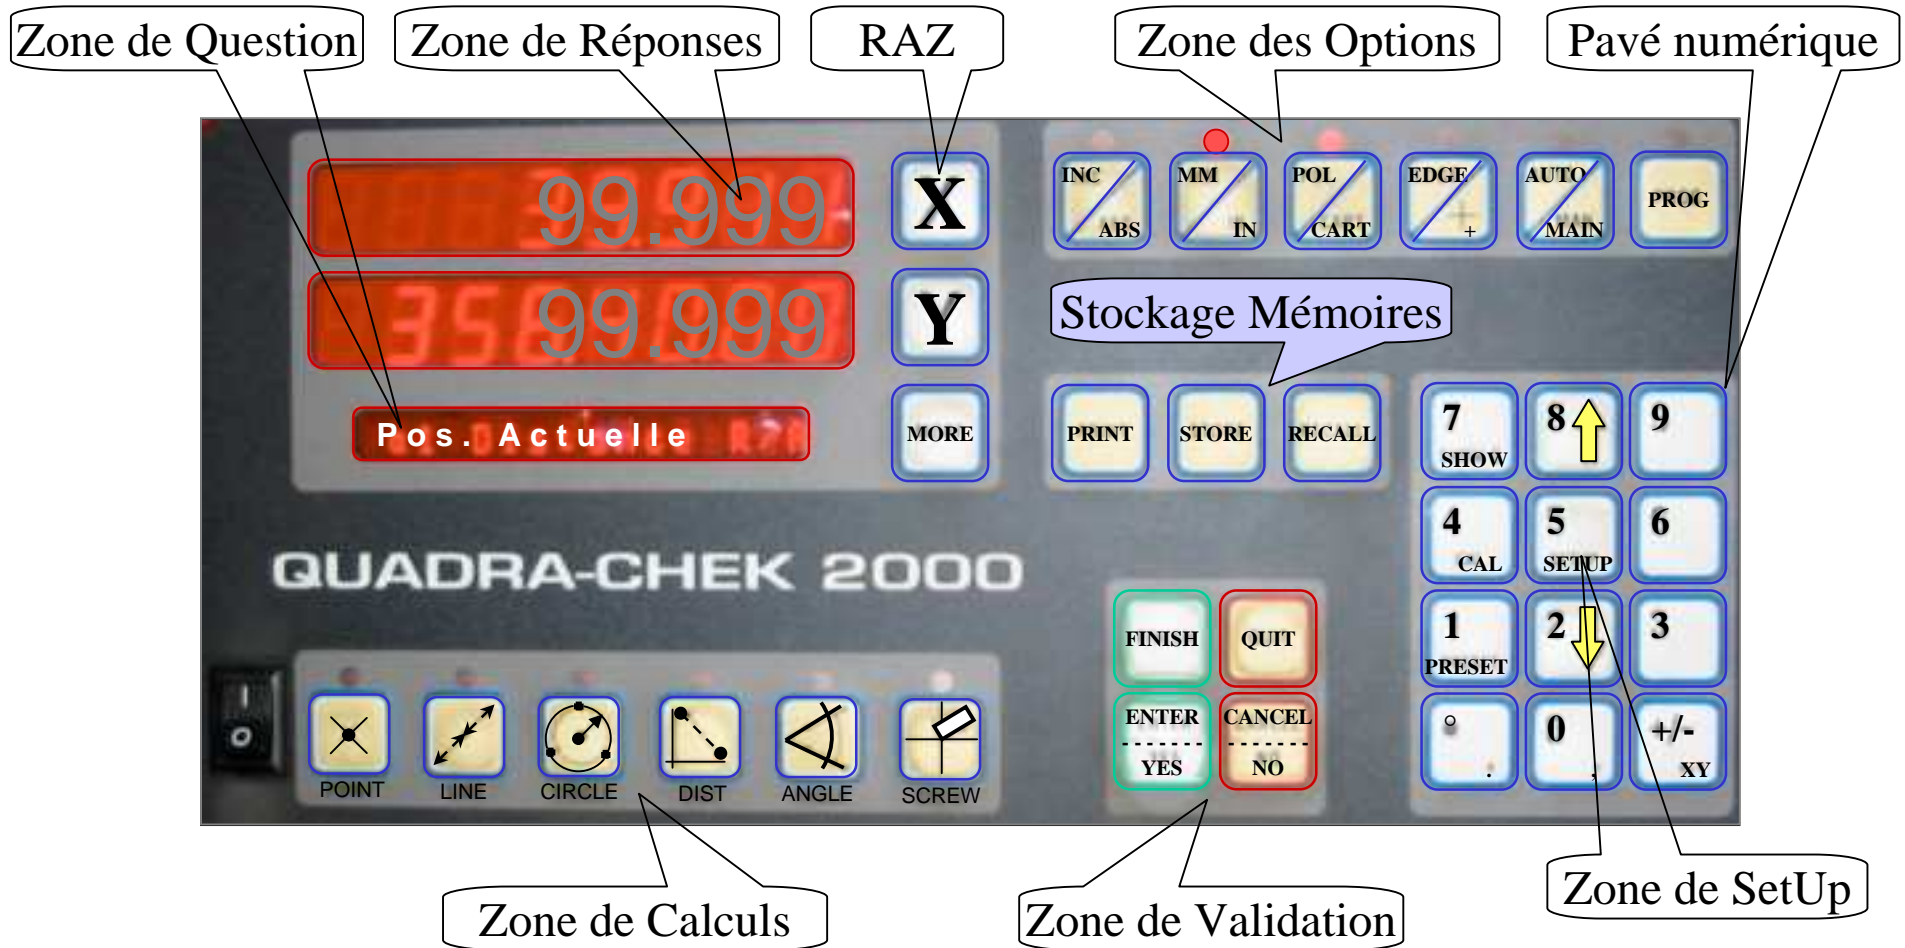 Zone de Question
Zone de Réponses
RAZ
Zone des Options
Pavé numérique
99.999
X
INC
ABS
MM
IN
POL
CART
EDGE
+
AUTO
MAIN
PROG
99.999
Y
Stockage Mémoires
Pos. Actuelle
MORE
PRINT
STORE
RECALL
7
SHOW
8
9
4
CAL
5
SETUP
6
QUADRA-CHEK 2000
FINISH
QUIT
1
PRESET
2
3
ENTER
YES
CANCEL
NO
°
.
0
,
+/-
XY
I
O
POINT
LINE
CIRCLE
DIST
ANGLE
SCREW
Zone de Calculs
Zone de Validation
Zone de SetUp